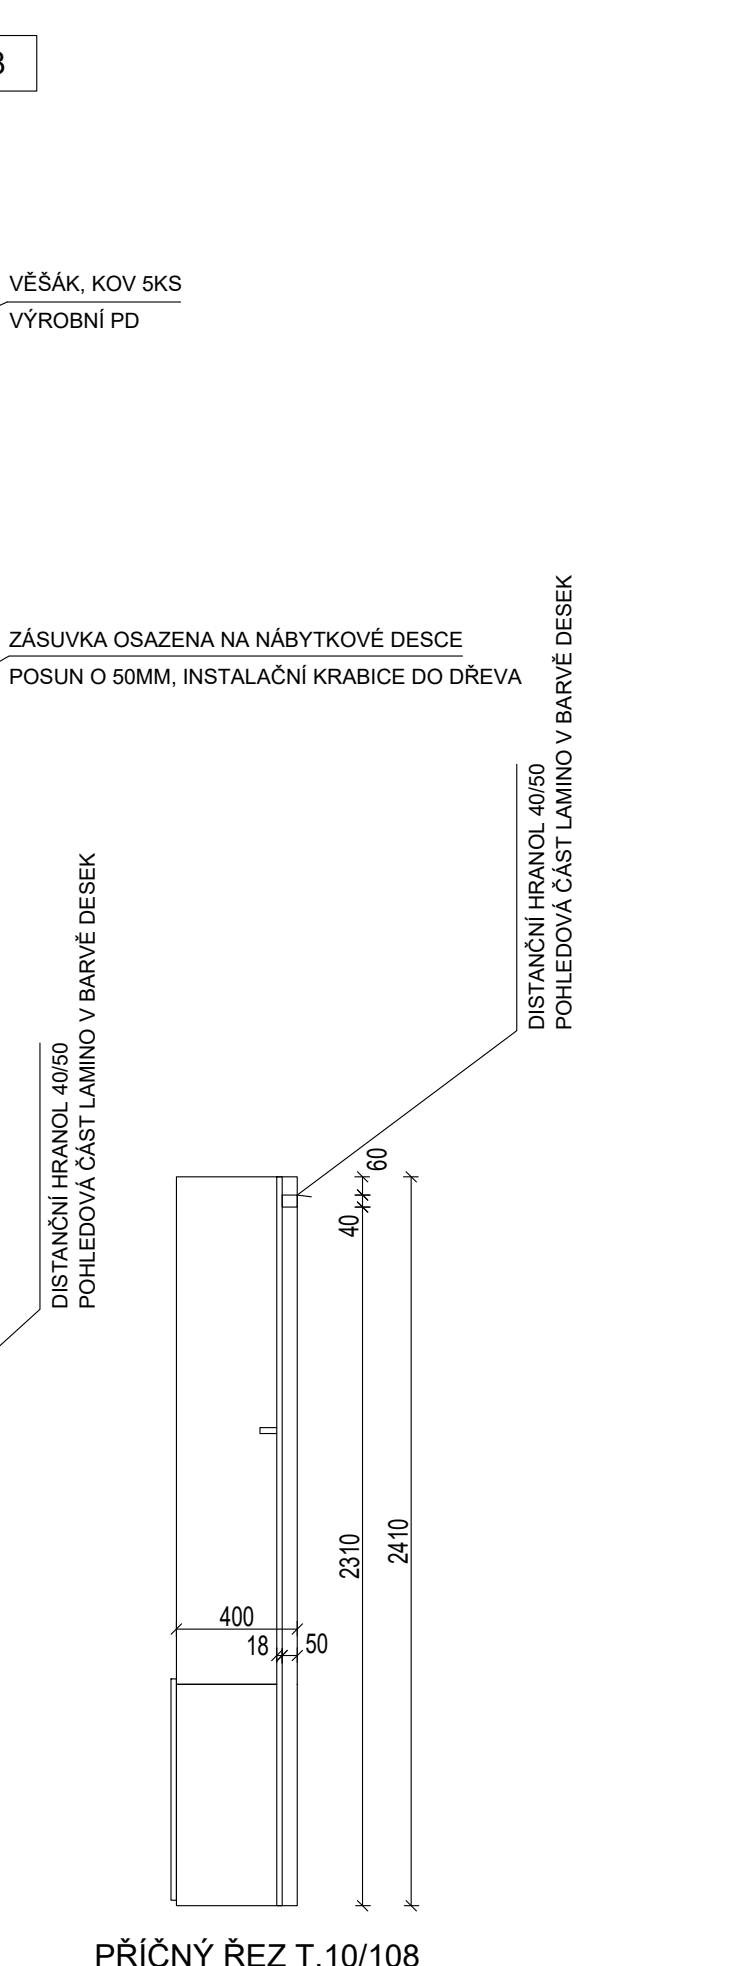 VĚŠÁK, KOV 5KS
VÝROBNÍ PD
ZÁSUVKA OSAZENA NA NÁBYTKOVÉ DESCE
POSUN O 50MM, INSTALAČNÍ KRABICE DO DŘEVA
DISTANČNÍ HRANOL 40/50
POHLEDOVÁ ČÁST LAMINO V BARVĚ DESEK
DISTANČNÍ HRANOL 40/50
POHLEDOVÁ ČÁST LAMINO V BARVĚ DESEK
60
40
2310
2410
400
18
50
PŘÍČNÝ ŘEZ T.10/108